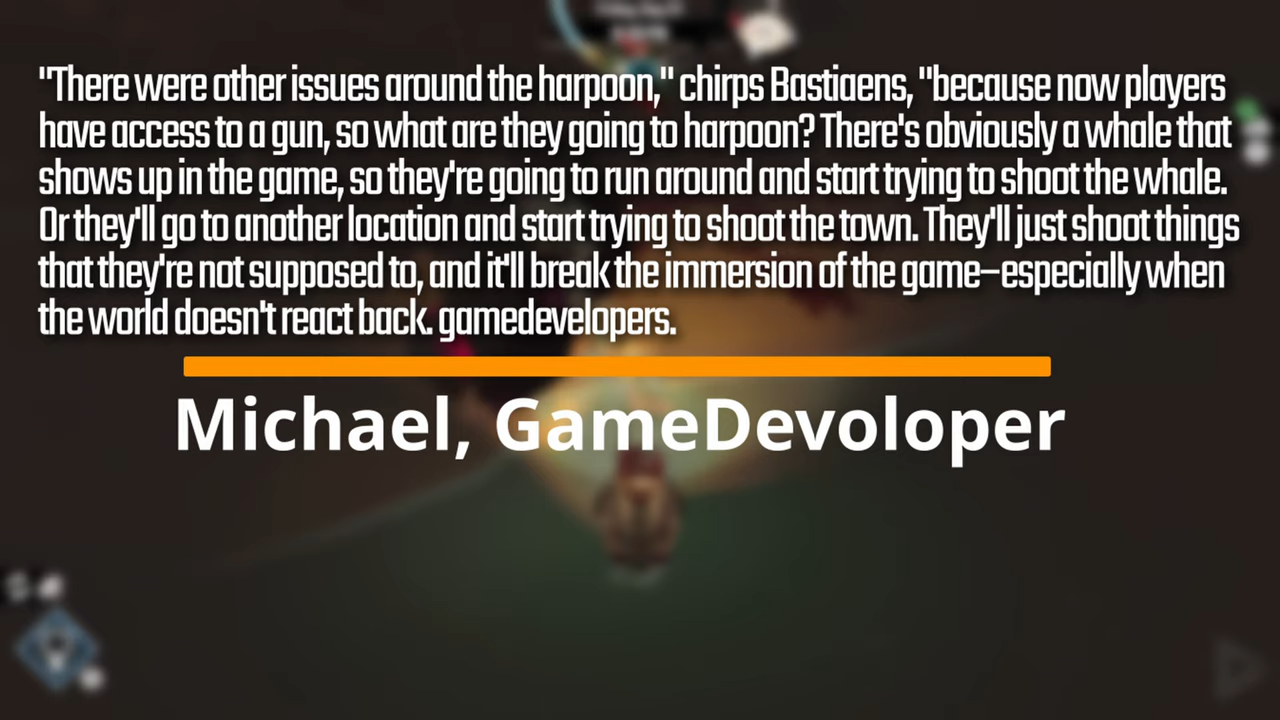 "There were other issues around the harpoon," chirps Bastiaens, "because now players
have access to a gun, so what are they going to harpoon? There's obviously a whale that
shows up in the game, so they're going to run around and start trying to shoot the whale.
Or they'll go to another location and start trying to shoot the town. They'll just shoot things
that they're not supposed to, and it'll break the immersion of the game–especially when
the world doesn't react back. gamedevelopers.
Michael, GameDevoloper